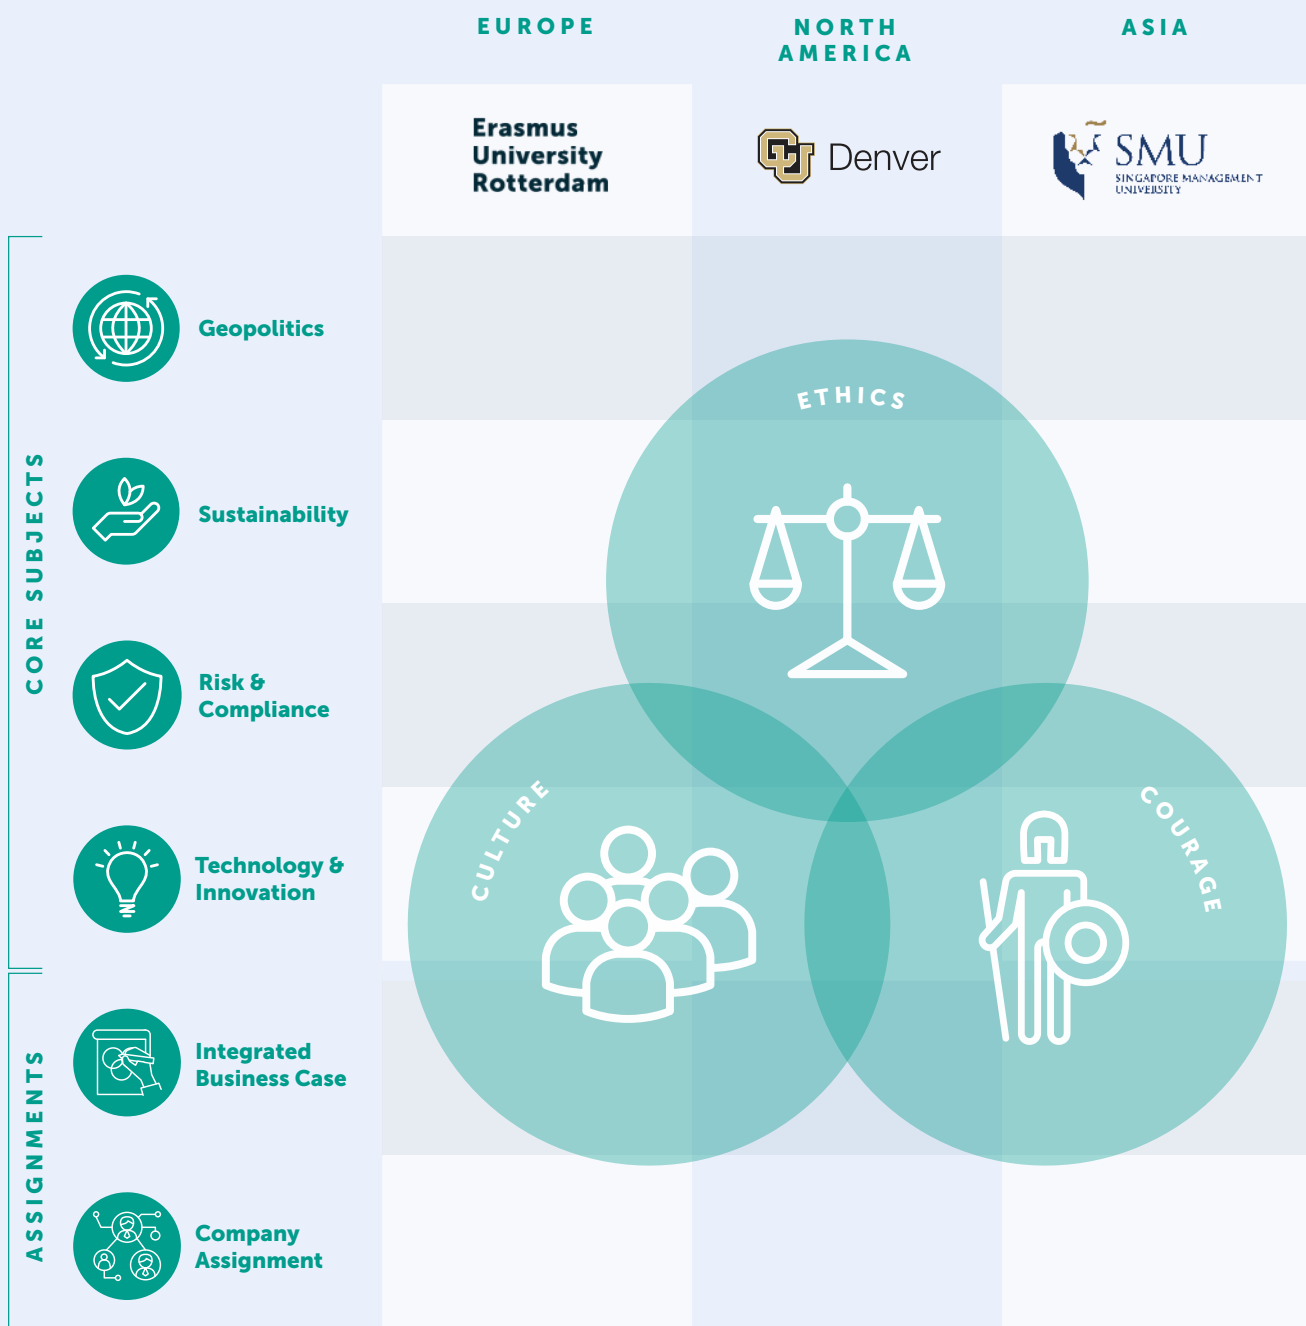 EUROPE
NORTH
AMERICA
ASIA
Erasmus
University
Rotterdam
CU Denver
SMU
SINGAPORE MANAGEMENT
UNIVERSITY
CORE SUBJECTS
Geopolitics
Sustainability
Risk &
Compliance
Technology &
Innovation
ETHICS
CULTURE
COURAGE
ASSIGNMENTS
Integrated
Business Case
Company
Assignment